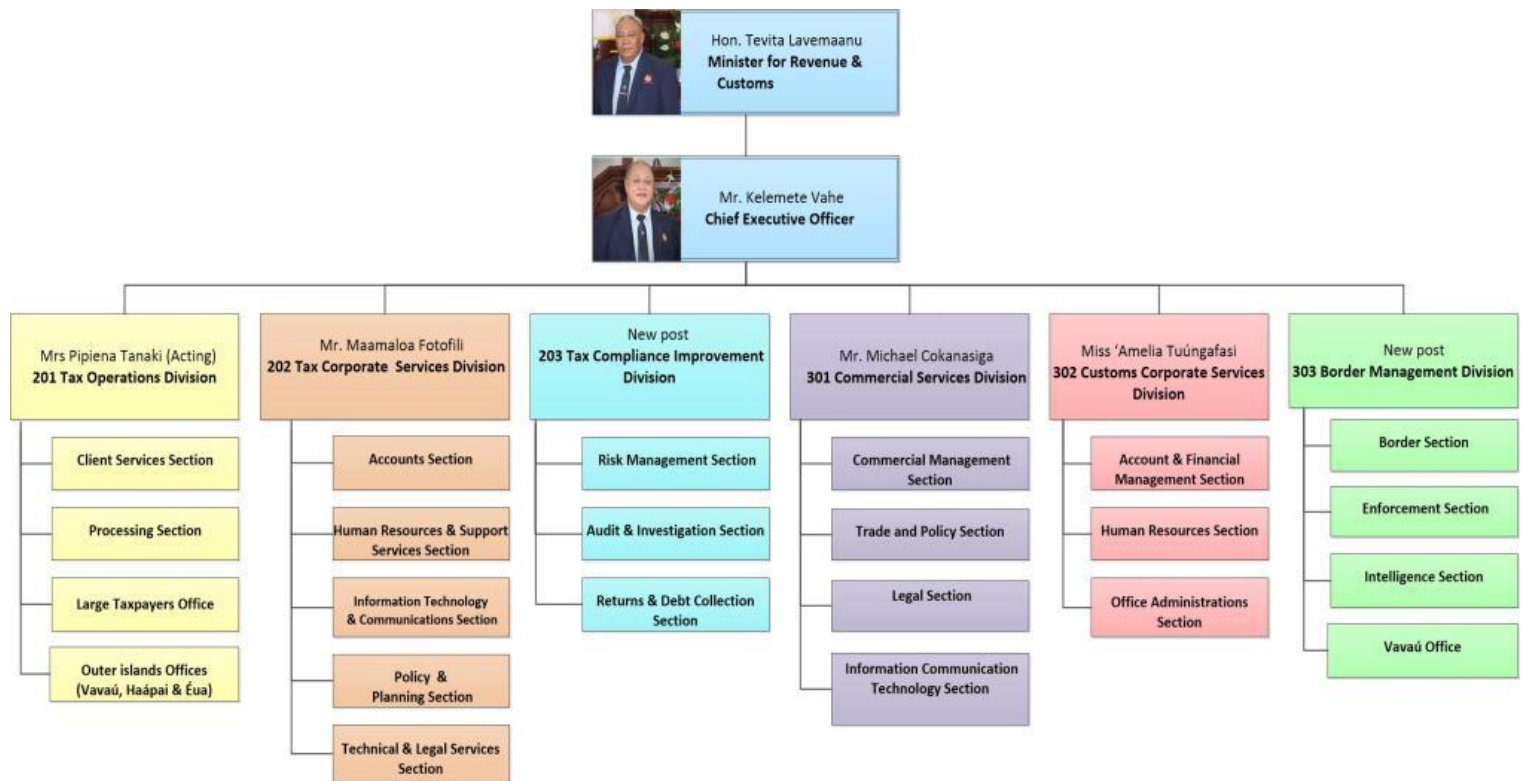 Hon. Tevita Lavemaanu
Minister for Revenue &
Customs
Mr. Kelemete Vahe
Chief Executive Officer
Mrs Pipiena Tanaki (Acting)
201 Tax Operations Division
Client Services Section
Processing Section
Large Taxpayers Office
Outer islands Offices
(Vavaú, Haápai & Éua)
Mr. Maamaloa Fotofili
202 Tax Corporate Services Division
Accounts Section
Human Resources & Support
Services Section
Information Technology
& Communications Section
Policy &
Planning Section
Technical & Legal Services
Section
New post
203 Tax Compliance Improvement
Division
Risk Management Section
Audit & Investigation Section
Returns & Debt Collection
Section
Mr. Michael Cokanasiga
301 Commercial Services Division
Commercial Management
Section
Trade and Policy Section
Legal Section
Information Communication
Technology Section
Miss ‘Amelia Tuúngafasi
302 Customs Corporate Services
Division
Account & Financial
Management Section
Human Resources Section
Office Administrations
Section
New post
303 Border Management Division
Border Section
Enforcement Section
Intelligence Section
Vavaú Office